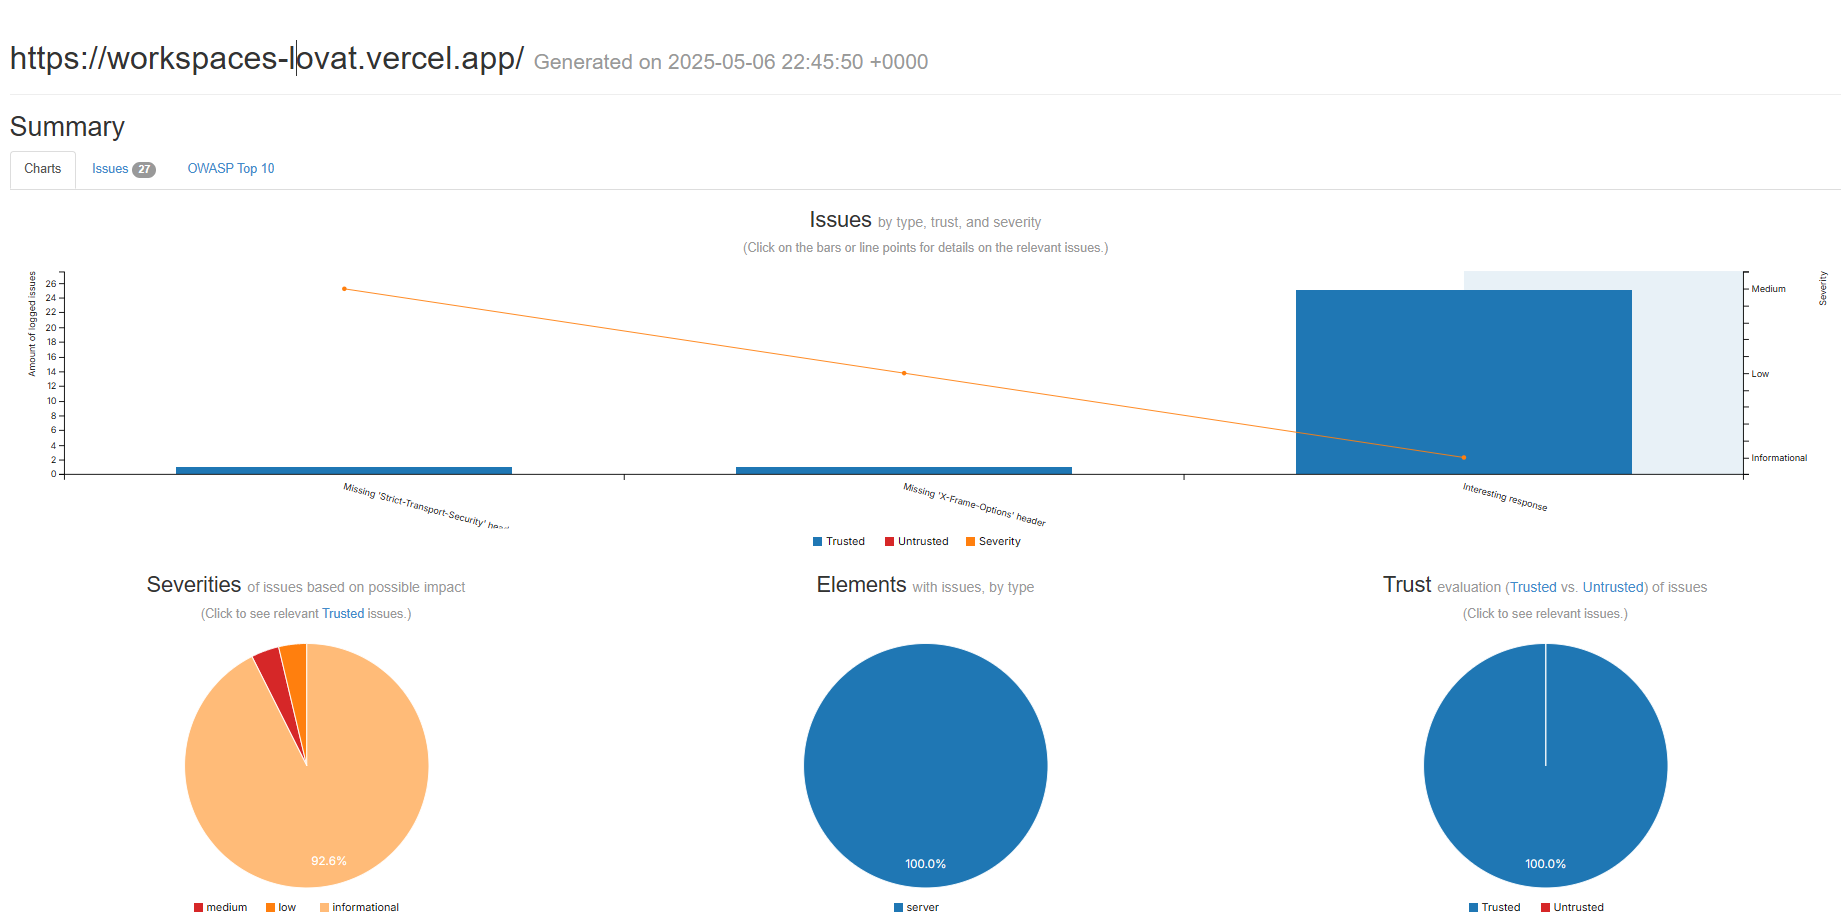 https://workspaces-lovat.vercel.app/ Generated on 2025-05-06 22:45:50 +0000
Summary
Charts
Issues 27
OWASP Top 10
Issues by type, trust, and severity
(Click on the bars or line points for details on the relevant issues.)
Amount of logged issues
26
24
22
20
18
16
14
12
10
8
6
4
2
0
Medium
Low
Informational
Severity
Missing 'Strict-Transport-Security'
Missing 'X-Frame-Options' header
Interesting response
Trusted
Untrusted
Severity
Severities of issues based on possible impact
(Click to see relevant Trusted issues.)
92.6%
medium
low
informational
Elements with issues, by type
100.0%
server
Trust evaluation (Trusted vs. Untrusted) of issues
(Click to see relevant issues.)
100.0%
Trusted
Untrusted